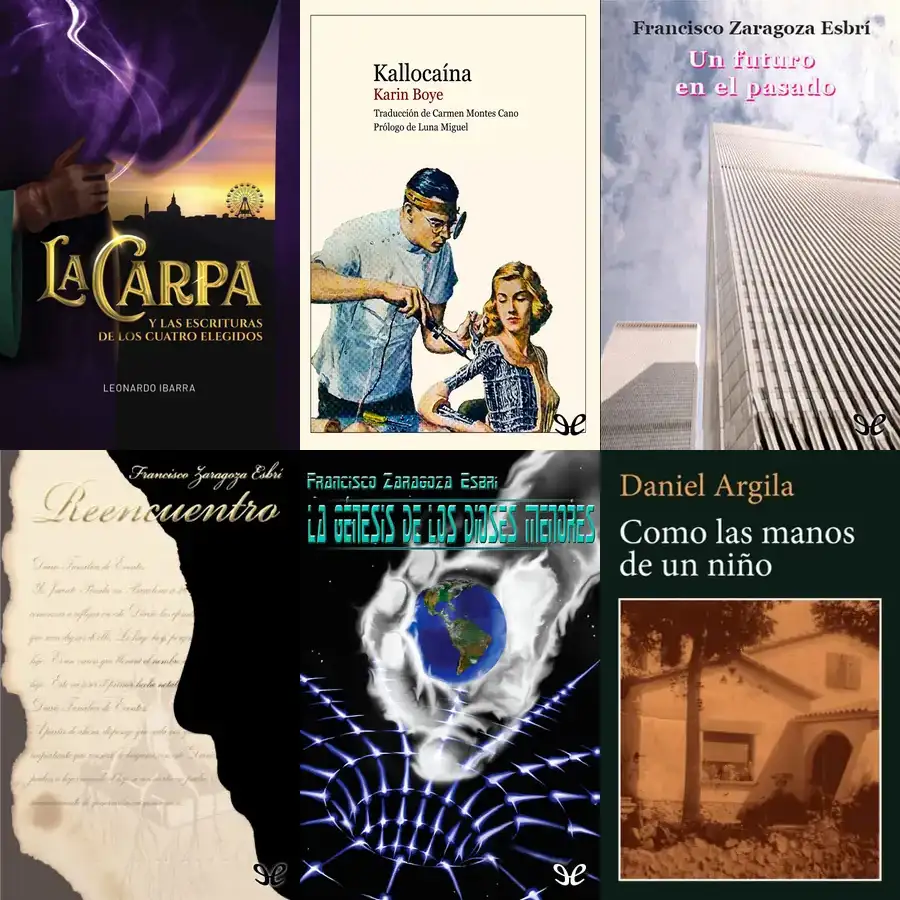 LA CARPA
Y LAS ESCRITURAS
DE LOS CUATRO ELEGIDOS
LEONARDO IBARRA
Kallocaína
Karin Boye
Traducción de Carmen Montes Cano
Prólogo de Luna Miguel
Francisco Zaragoza Esbrí
Un futuro
en el pasado
Francisco Zaragoza Esbrí
Reencuentro
Francisco Zaragoza Esbrí
LA GÉNESIS DE LOS DIOSES MENORES
Daniel Argila
Como las manos
de un niño